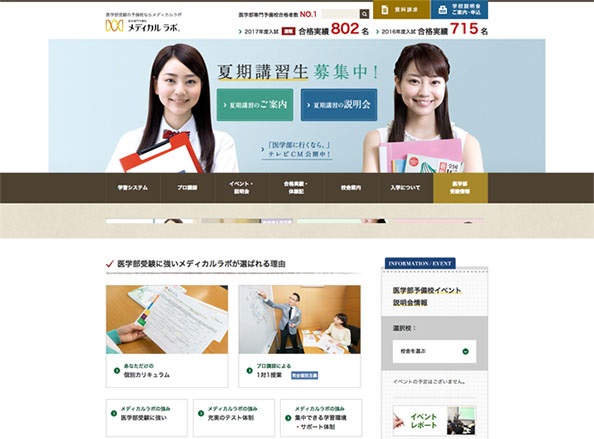 医学部受験の予備校ならメディカルラボ
メディカル ラボ
医学部専門予備校合格者数 NO.1
2017年度入試 合格実績 802 名
2016年度入試 合格実績 715 名
資料請求
学校説明会
ご案内・申込
夏期講習生 募集中!
夏期講習のご案内
夏期講習の説明会
「医学部に行くなら。」
テレビCM公開中!
学習システム
プロ講師
イベント・
説明会
合格実績・
体験記
校舎案内
入学について
医学部
受験情報
医学部受験に強いメディカルラボが選ばれる理由
あなただけの
個別カリキュラム
プロ講師による
1対1授業 完全個別主義
メディカルラボの強み
医学部受験に強い
メディカルラボの強み
充実のテスト体制
メディカルラボの強み
集中できる学習環境
・サポート体制
INFORMATION / EVENT
医学部予備校イベント
説明会情報
選択校:
校舎を選ぶ
イベントの予定はございません。
イベント
レポート